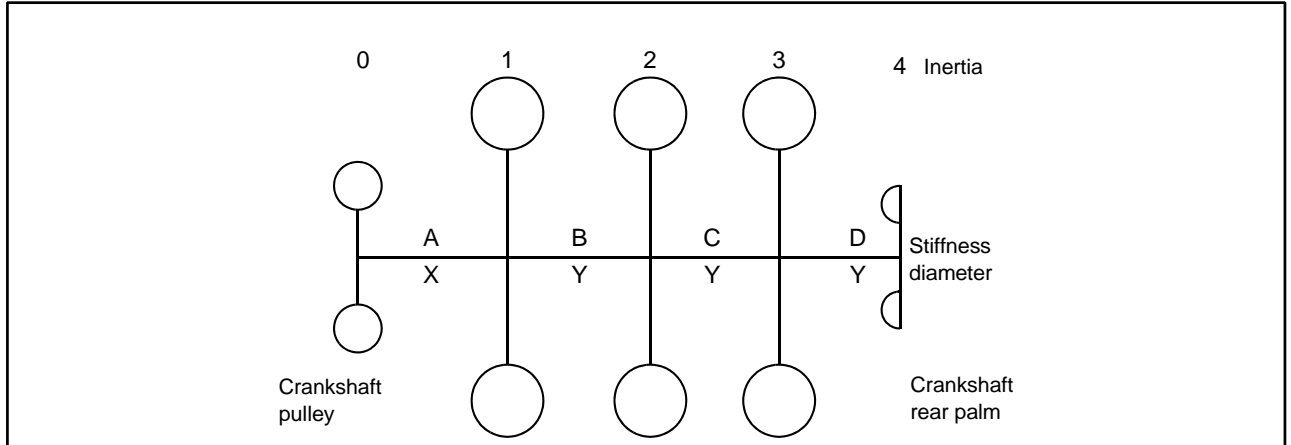 0 1 2 3 4 Inertia
A B C D
Stiffness
diameter
X Y Y Y
Crankshaft
pulley
Crankshaft
rear palm